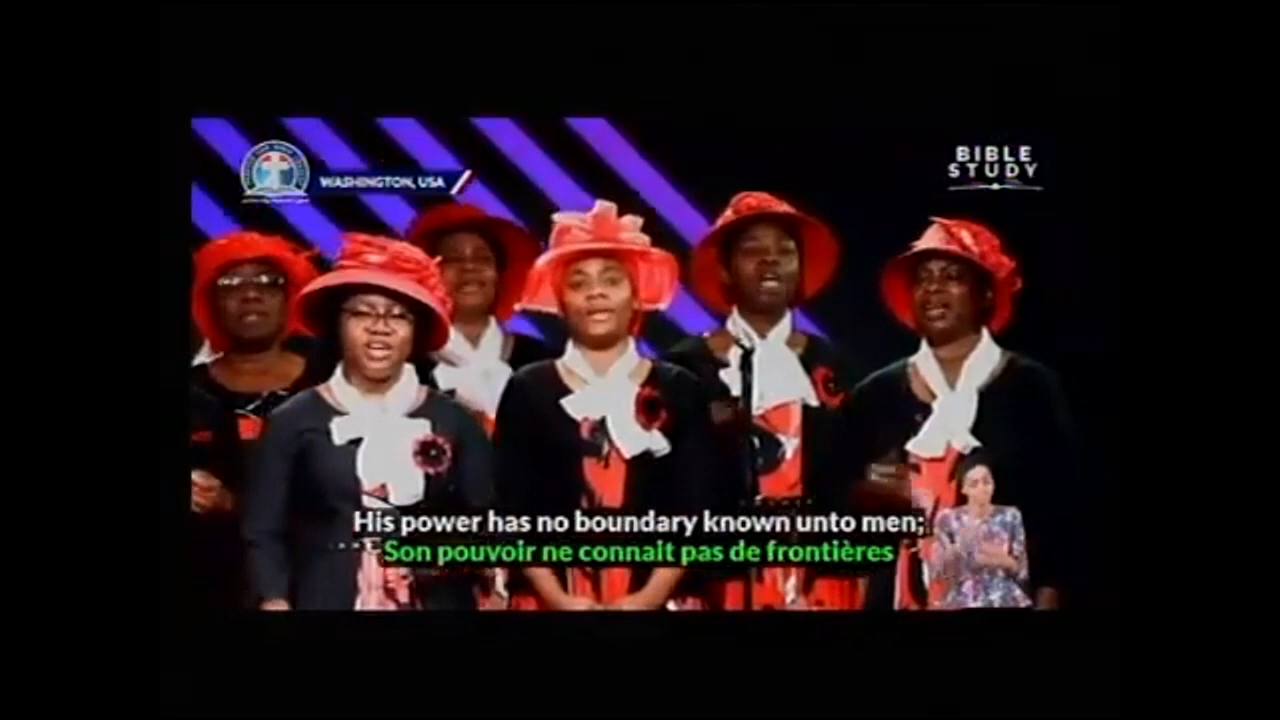 WASHINGTON, USA
BIBLE
STUDY
His power has no boundary known unto men;
Son pouvoir ne connait pas de frontières